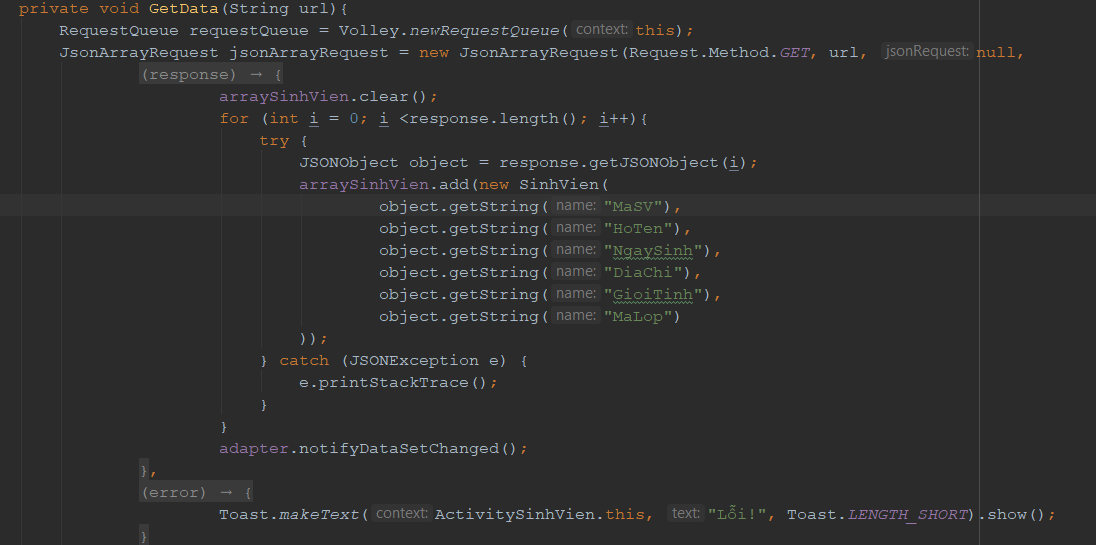 private void GetData(String url){
RequestQueue requestQueue = Volley.newRequestQueue( context: this);
JsonArrayRequest jsonArrayRequest = new JsonArrayRequest(Request.Method.GET, url, jsonRequest: null,
(response) → {
arraySinhVien.clear();
for (int i = 0; i <response.length(); i++){
try {
JSONObject object = response.getJSONObject(i);
arraySinhVien.add(new SinhVien(
object.getString( name: "MaSV"),
object.getString( name: "HoTen"),
object.getString( name: "NgaySinh"),
object.getString( name: "DiaChi"),
object.getString( name: "GioiTinh"),
object.getString( name: "MaLop")
));
} catch (JSONException e) {
e.printStackTrace();
}
}
adapter.notifyDataSetChanged();
},
(error) → {
Toast.makeText( context: ActivitySinhVien.this, text: "Lỗi!", Toast.LENGTH_SHORT).show();
}